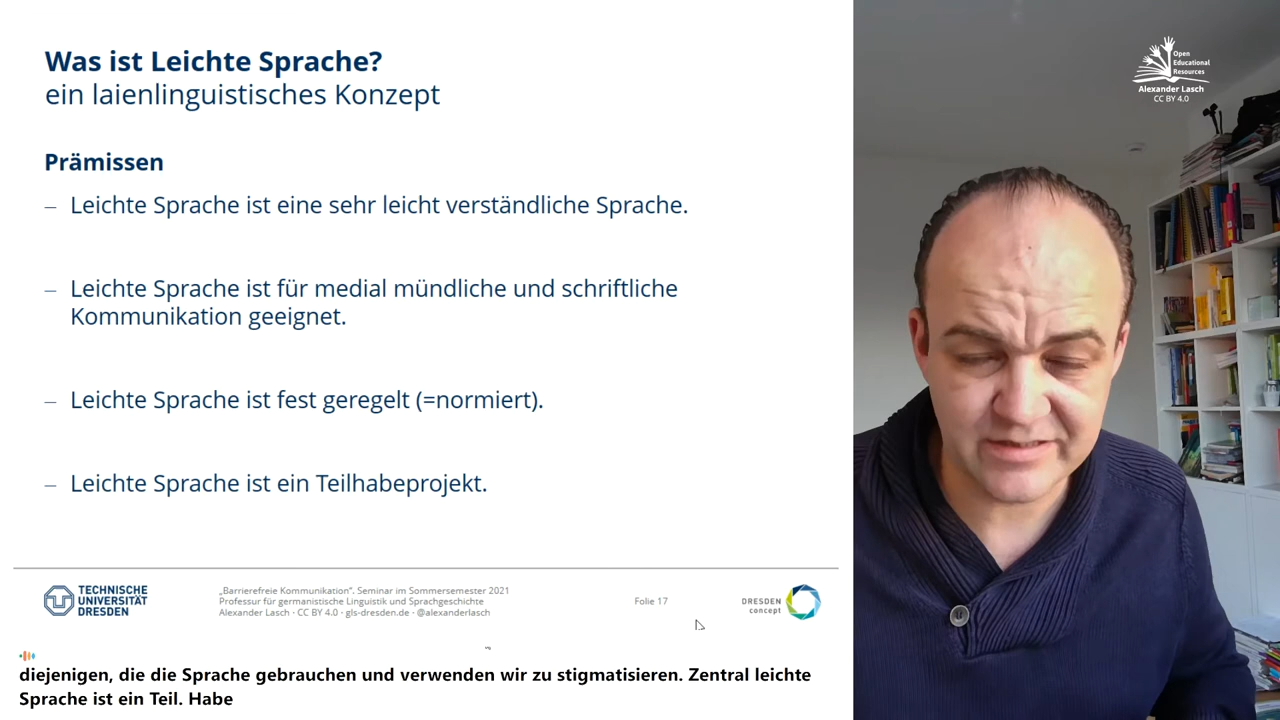 Was ist Leichte Sprache?
ein laienlinguistisches Konzept
Prämissen
– Leichte Sprache ist eine sehr leicht verständliche Sprache.
– Leichte Sprache ist für medial mündliche und schriftliche
Kommunikation geeignet.
– Leichte Sprache ist fest geregelt (=normiert).
– Leichte Sprache ist ein Teilhabeprojekt.
TECHNISCHE
UNIVERSITÄT
DRESDEN
„Barrierefreie Kommunikation“. Seminar im Sommersemester 2021
Professur für germanistische Linguistik und Sprachgeschichte
Alexander Lasch · CC BY 4.0 · gls-dresden.de · @alexanderlasch
Folie 17
DRESDEN
concept
diejenigen, die die Sprache gebrauchen und verwenden wir zu stigmatisieren. Zentral leichte
Sprache ist ein Teil. Habe
Open
Educational
Resources
Alexander Lasch
CC BY 4.0